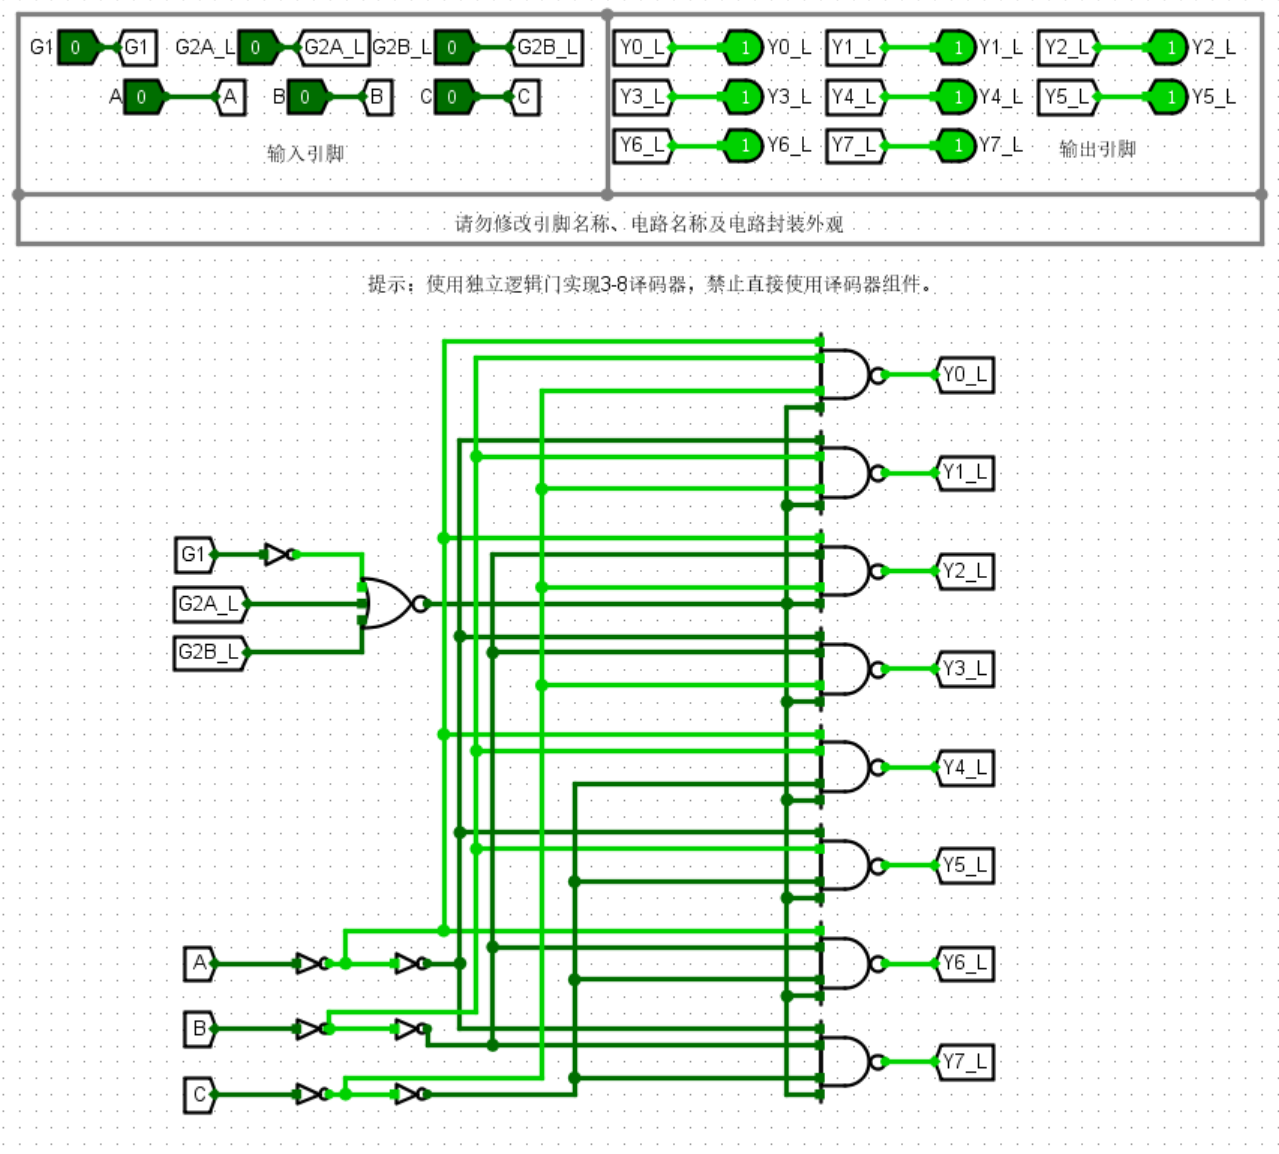 G1 0 G1 G2A_L 0 G2A_L G2B_L 0 G2B_L
A 0 A B 0 B C 0 C
输入引脚
Y0_L 1 Y0_L Y1_L 1 Y1_L Y2_L 1 Y2_L
Y3_L 1 Y3_L Y4_L 1 Y4_L Y5_L 1 Y5_L
Y6_L 1 Y6_L Y7_L 1 Y7_L 输出引脚
请勿修改引脚名称、电路名称及电路封装外观
提示：使用独立逻辑门实现3-8译码器，禁止直接使用译码器组件。
Y0_L
Y1_L
G1
Y2_L
G2A_L
G2B_L
Y3_L
Y4_L
Y5_L
A
Y6_L
B
Y7_L
C